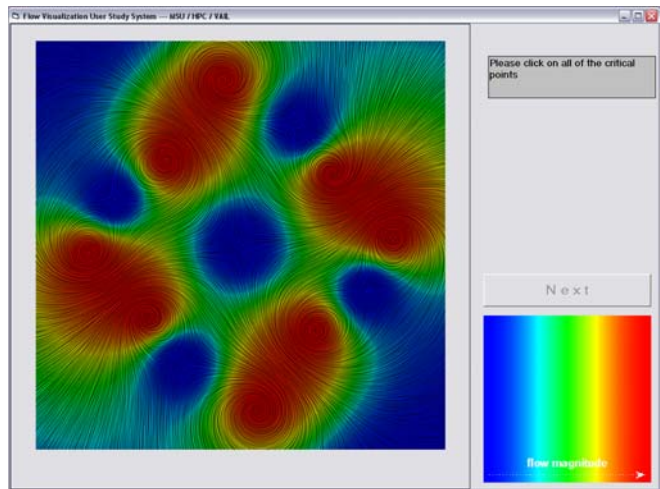 Flow Visualization User Study System --- MSU / HPC / VAIL
Please click on all of the critical
points
Next
flow magnitude